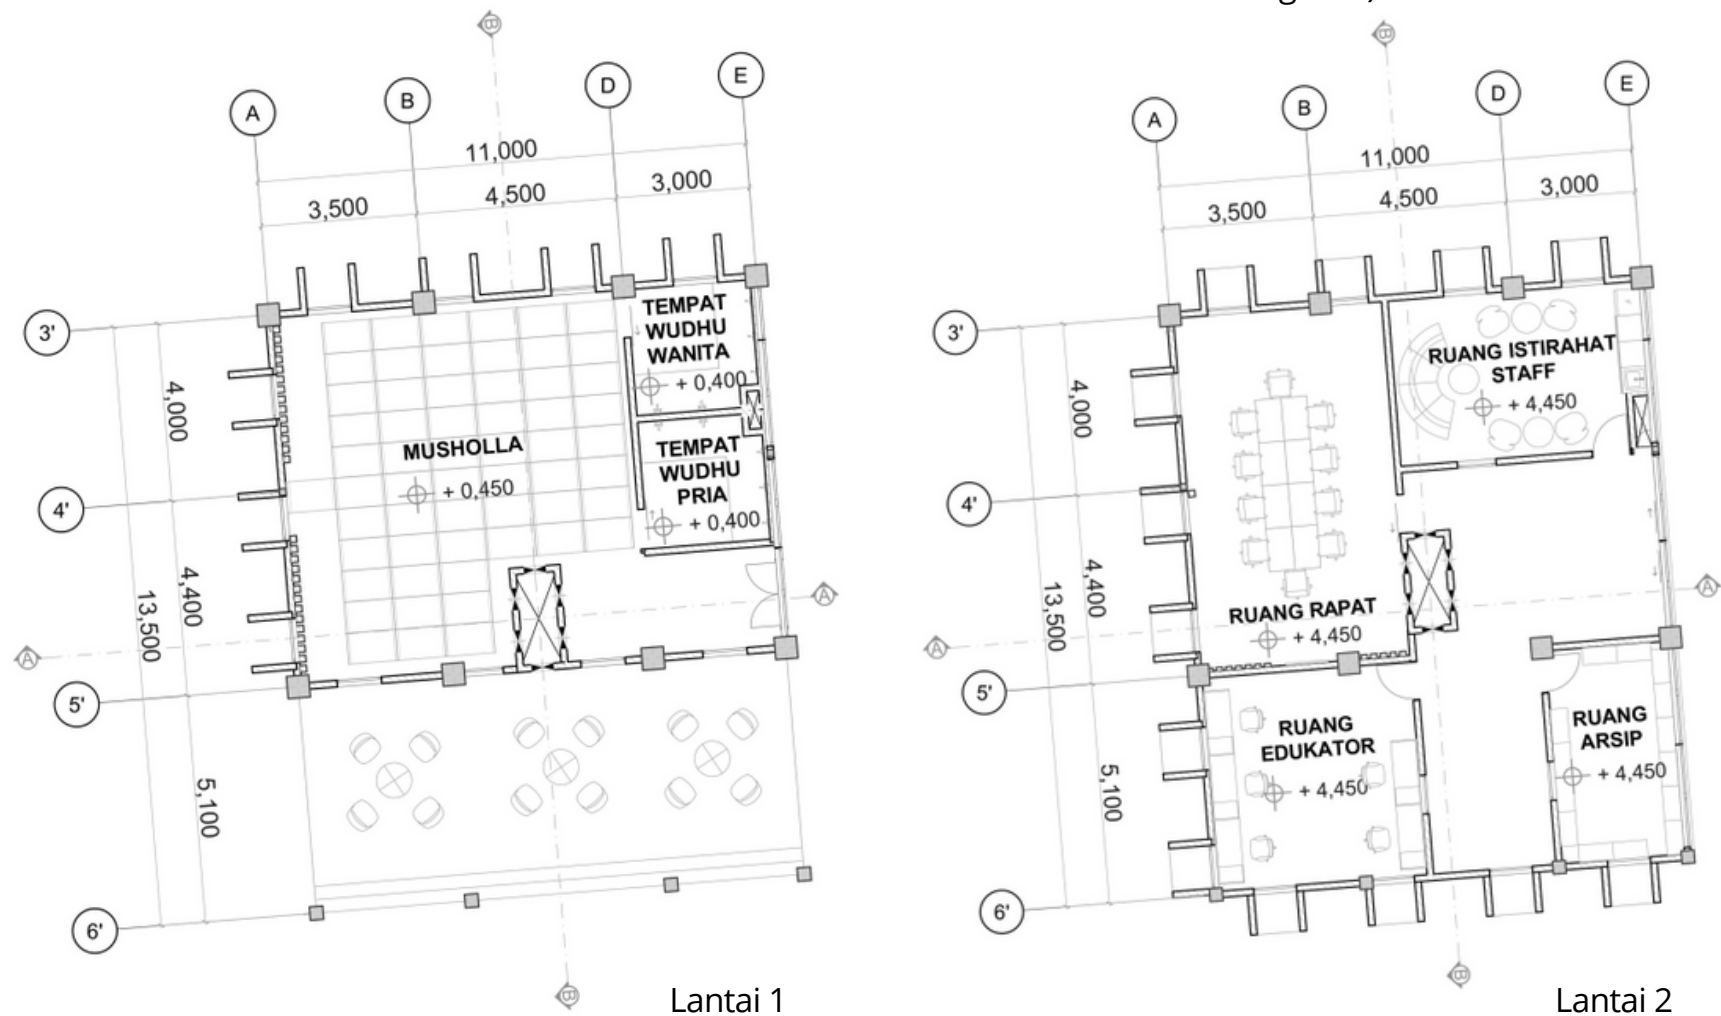 B
A
B
D
E
11,000
3,500
4,500
3,000
3'
4'
5'
6'
4,000
4,400
13,500
5,100
TEMPAT
WUDHU
WANITA
+ 0,400
MUSHOLLA
+ 0,450
TEMPAT
WUDHU
PRIA
+ 0,400
A
A
B
Lantai 1
B
A
B
D
E
11,000
3,500
4,500
3,000
3'
4'
5'
6'
4,000
4,400
13,500
5,100
RUANG ISTIRAHAT
STAFF
+ 4,450
RUANG RAPAT
+ 4,450
A
A
RUANG
EDUKATOR
+ 4,450
RUANG
ARSIP
+ 4,450
B
Lantai 2